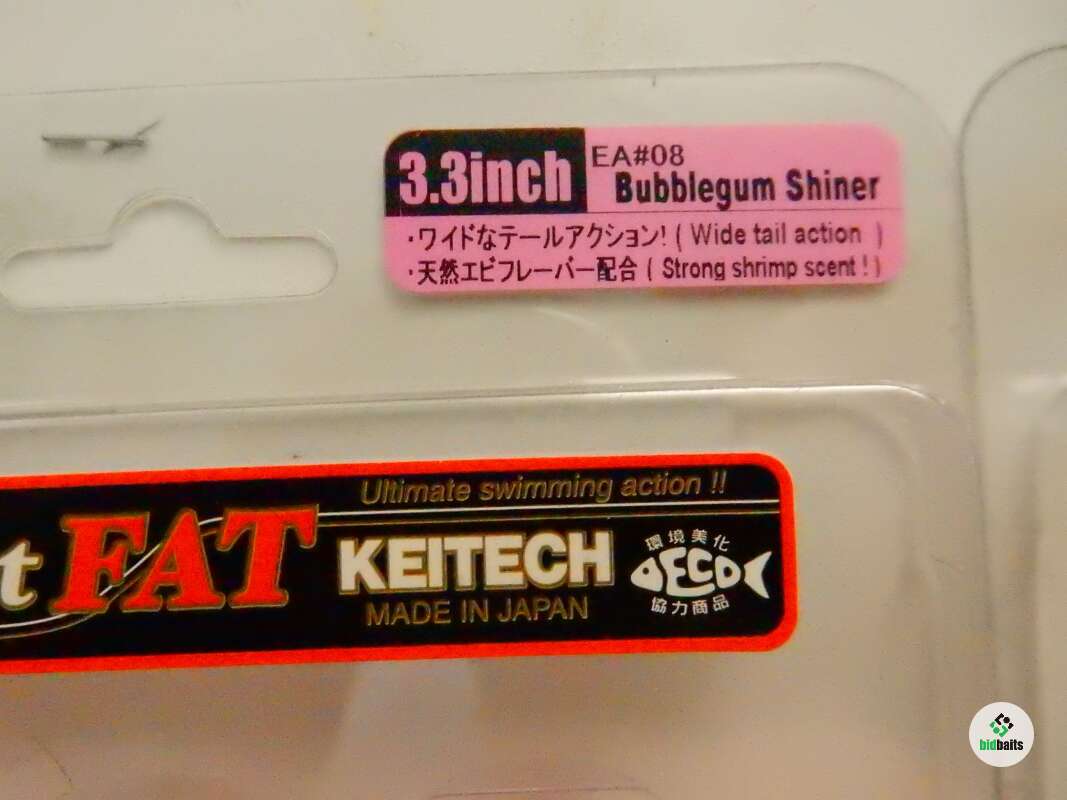 3.3inch
EA#08
Bubblegum Shiner
・ワイドなテールアクション!( Wide tail action )
・天然エビフレーバー配合( Strong shrimp scent! )
Ultimate swimming action !!
t FAT
KEITECH
MADE IN JAPAN
環境美化
ECO
協力商品
bidbaits